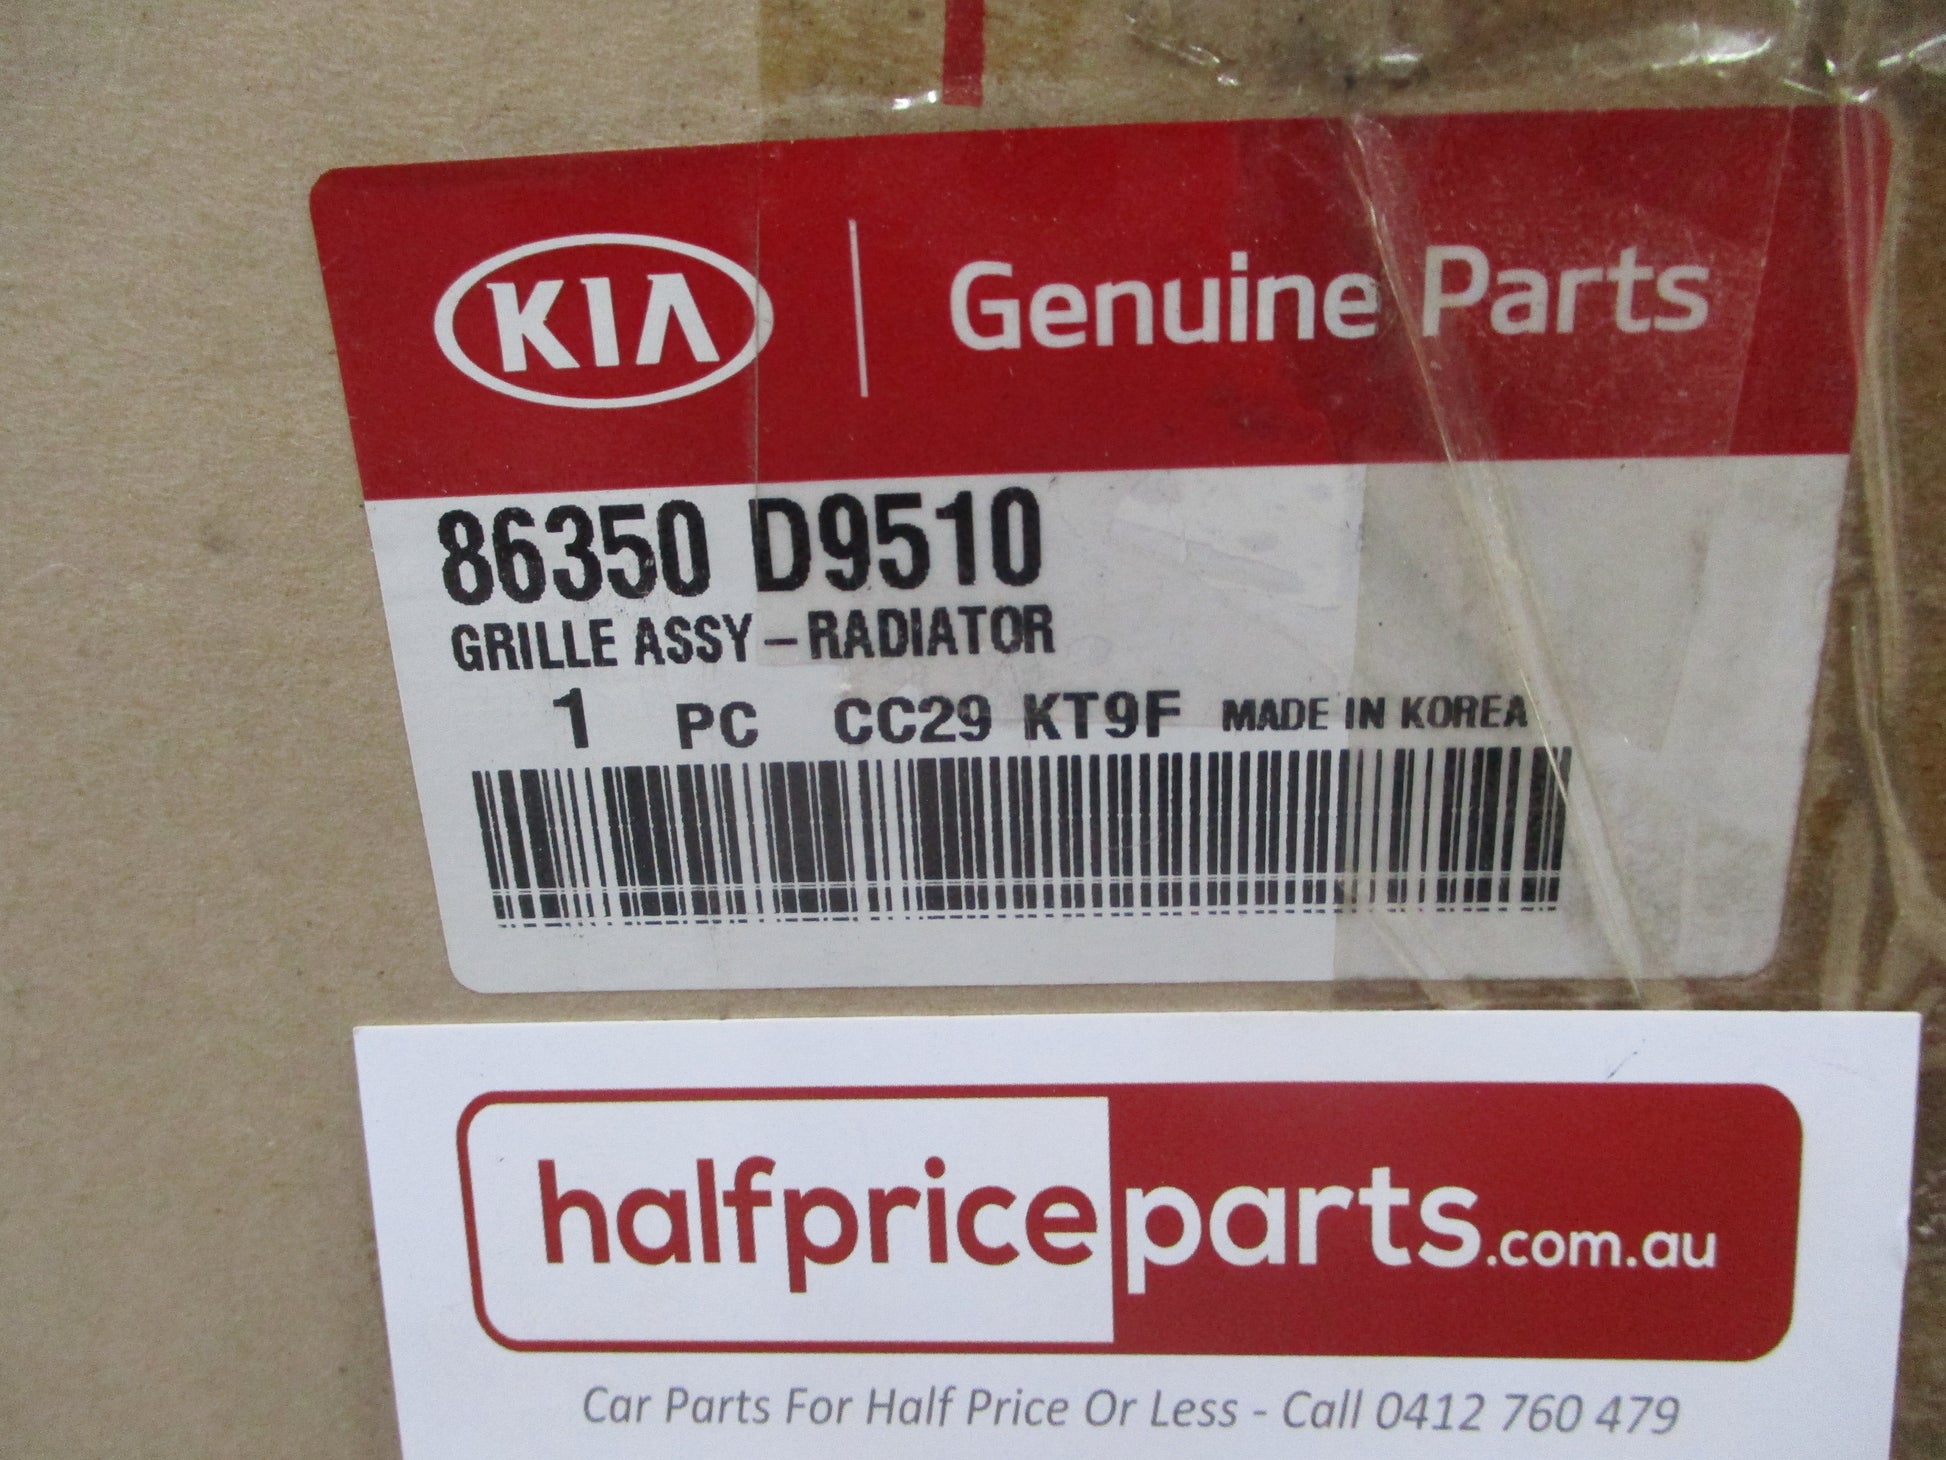 KIA Genuine Parts
86350 D9510
GRILLE ASSY-RADIATOR
1 PC CC29 KT9F MADE IN KOREA
halfpriceparts.com.au
Car Parts For Half Price Or Less - Call 0412 760 479